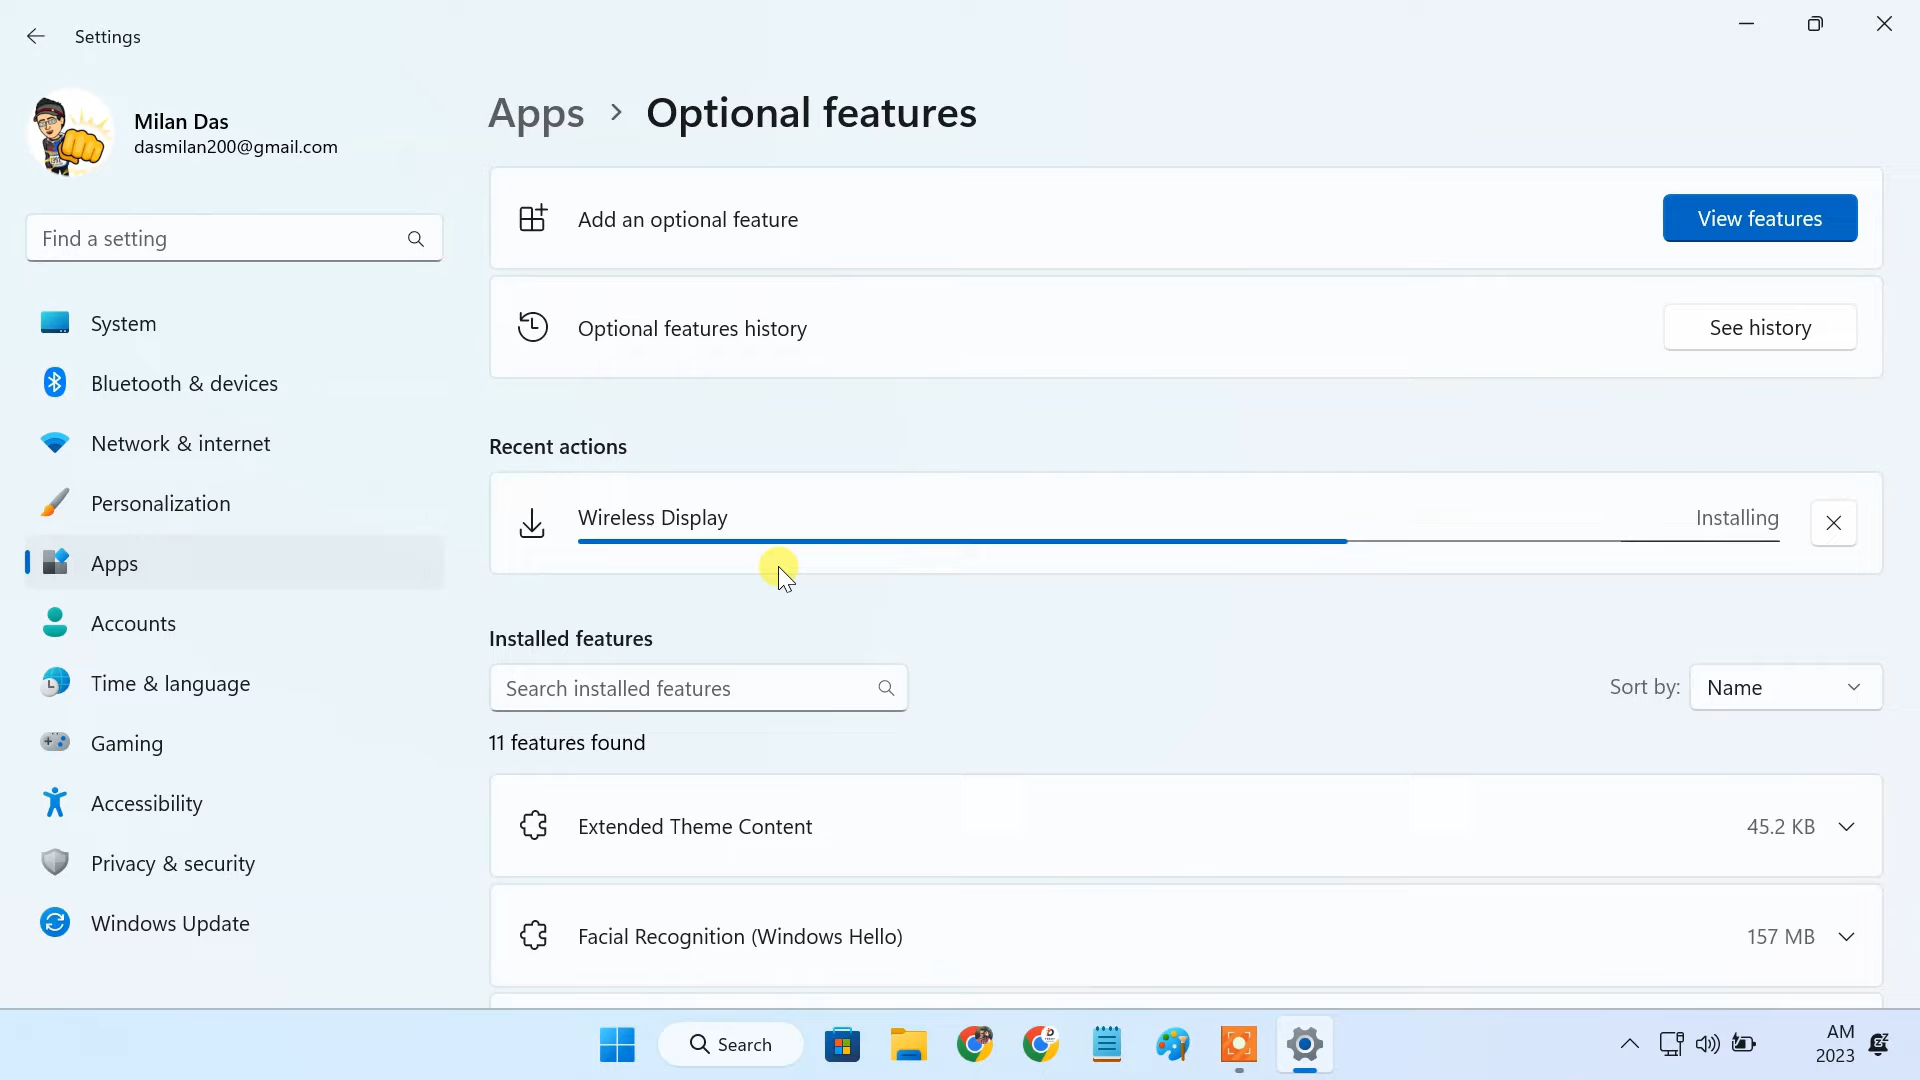 Settings
Milan Das
dasmilan200@gmail.com
Find a setting
System
Bluetooth & devices
Network & internet
Personalization
Apps
Accounts
Time & language
Gaming
Accessibility
Privacy & security
Windows Update
Apps > Optional features
Add an optional feature
View features
Optional features history
See history
Recent actions
Wireless Display
Installing
Installed features
Search installed features
Sort by: Name
11 features found
Extended Theme Content
45.2 KB
Facial Recognition (Windows Hello)
157 MB
Search
AM
2023